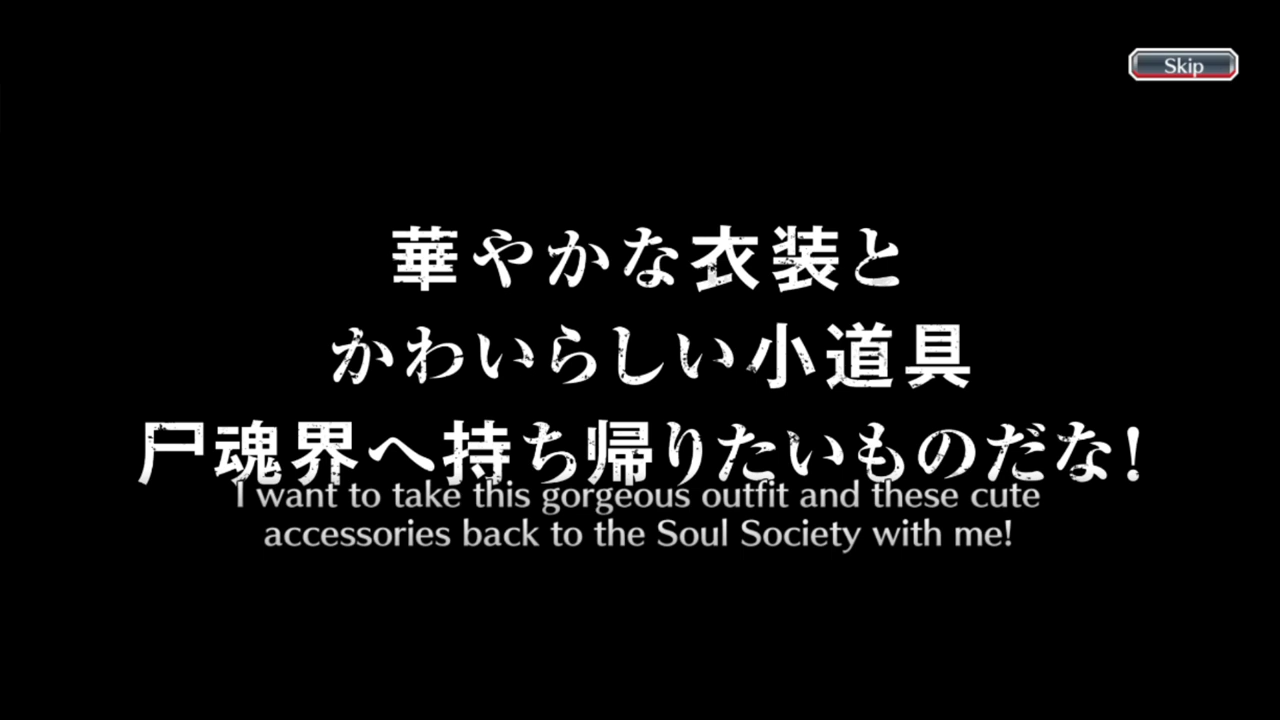 Skip
華やかな衣装と
かわいらしい小道具
尸魂界へ持ち帰りたいものだな!
I want to take this gorgeous outfit and these cute
accessories back to the Soul Society with me!